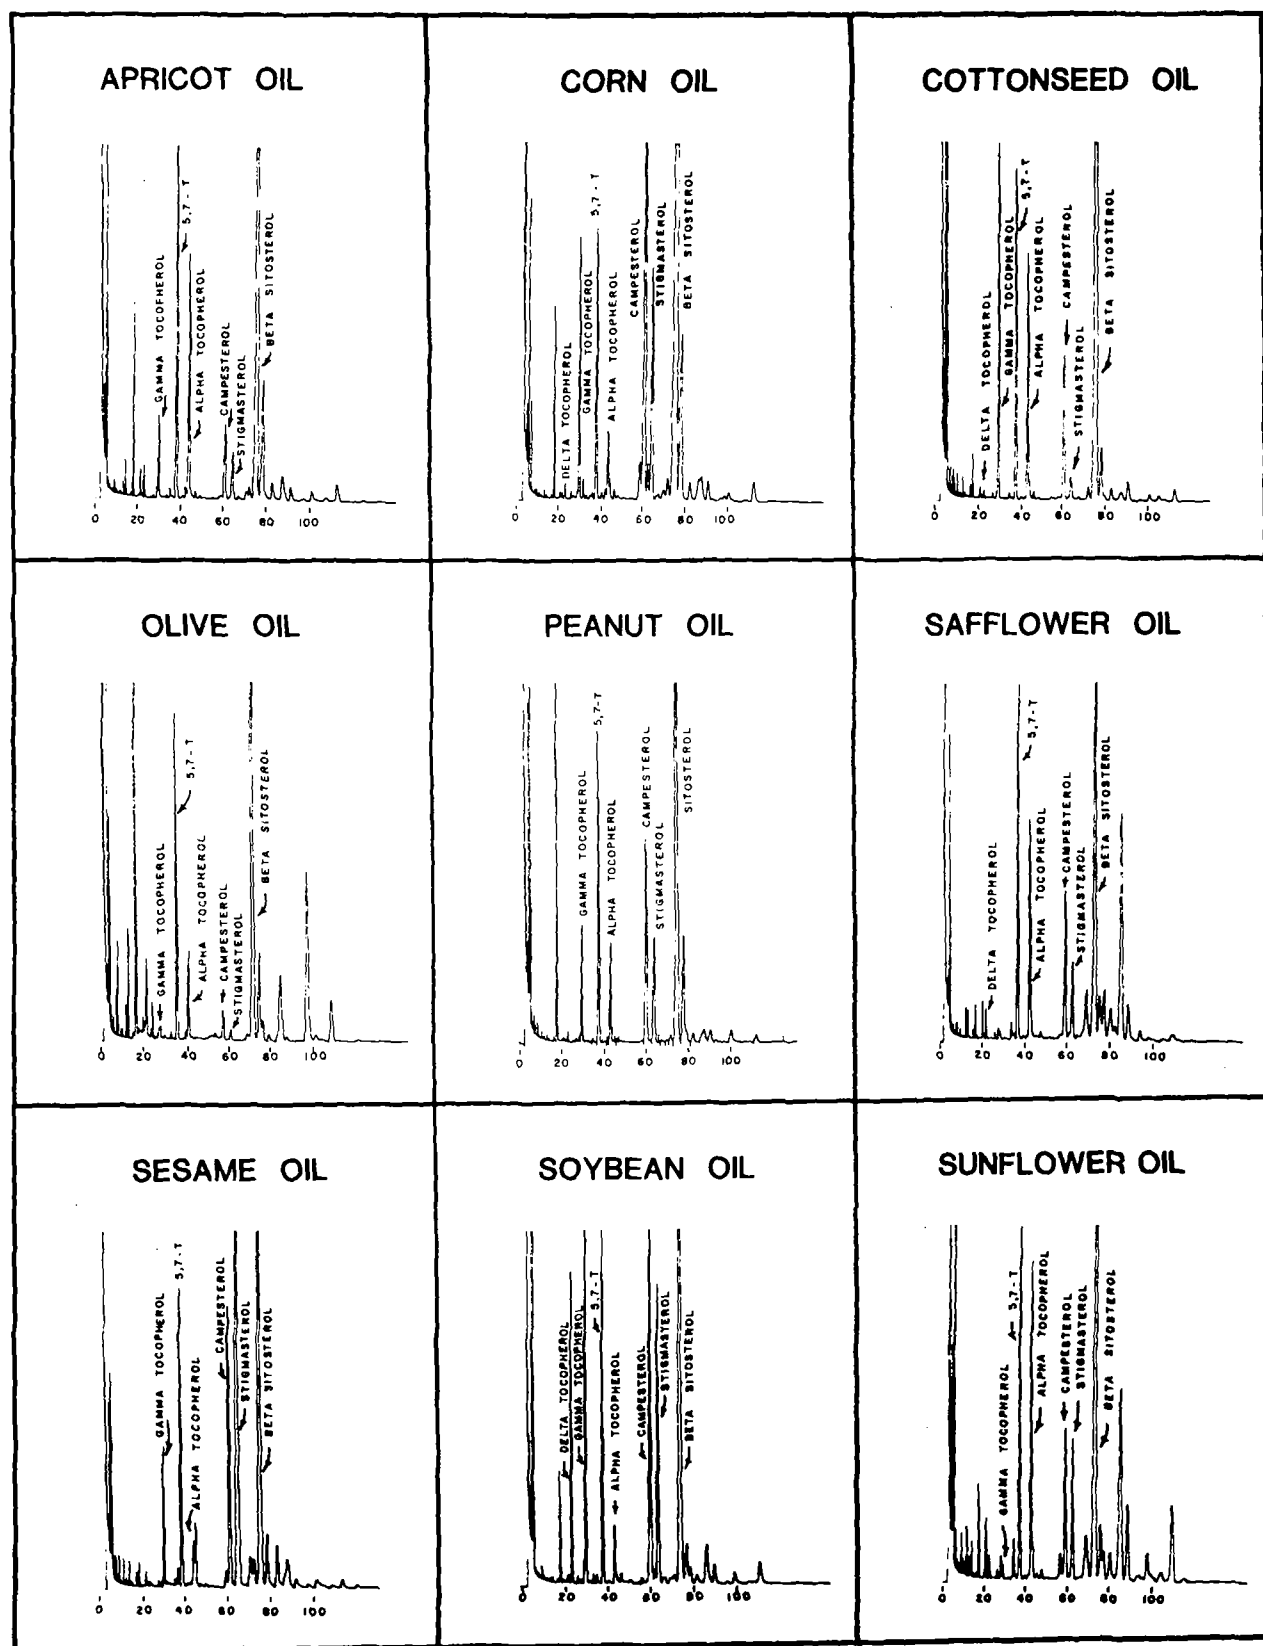 APRICOT OIL
GAMMA TOCOPHEROL
5,7-T
ALPHA TOCOPHEROL
CAMPESTEROL
STIGMASTEROL
BETA SITOSTEROL
0 20 40 60 80 100
CORN OIL
DELTA TOCOPHEROL
GAMMA TOCOPHEROL
5,7-T
ALPHA TOCOPHEROL
CAMPESTEROL
STIGMASTEROL
BETA SITOSTEROL
0 20 40 60 80 100
COTTONSEED OIL
DELTA TOCOPHEROL
GAMMA TOCOPHEROL
5,7-T
ALPHA TOCOPHEROL
CAMPESTEROL
STIGMASTEROL
BETA SITOSTEROL
0 20 40 60 80 100
OLIVE OIL
GAMMA TOCOPHEROL
5,7-T
ALPHA TOCOPHEROL
CAMPESTEROL
STIGMASTEROL
BETA SITOSTEROL
0 20 40 60 80 100
PEANUT OIL
GAMMA TOCOPHEROL
5,7-T
ALPHA TOCOPHEROL
CAMPESTEROL
STIGMASTEROL
SITOSTEROL
0 20 40 60 80 100
SAFFLOWER OIL
DELTA TOCOPHEROL
5,7-T
ALPHA TOCOPHEROL
CAMPESTEROL
STIGMASTEROL
BETA SITOSTEROL
0 20 40 60 80 100
SESAME OIL
GAMMA TOCOPHEROL
5,7-T
ALPHA TOCOPHEROL
CAMPESTEROL
STIGMASTEROL
BETA SITOSTEROL
0 20 40 60 80 100
SOYBEAN OIL
DELTA TOCOPHEROL
GAMMA TOCOPHEROL
5,7-T
ALPHA TOCOPHEROL
CAMPESTEROL
STIGMASTEROL
BETA SITOSTEROL
0 20 40 60 80 100
SUNFLOWER OIL
GAMMA TOCOPHEROL
5,7-T
ALPHA TOCOPHEROL
CAMPESTEROL
STIGMASTEROL
BETA SITOSTEROL
0 20 40 60 80 100